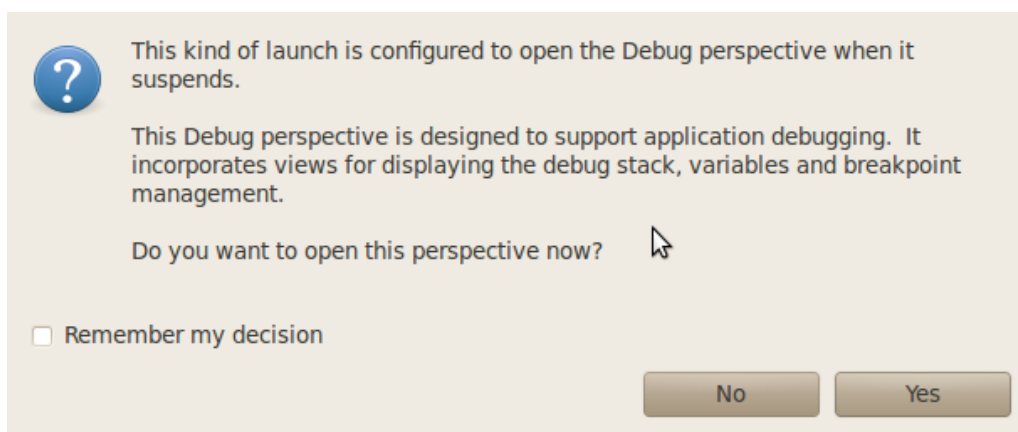 This kind of launch is configured to open the Debug perspective when it
suspends.
This Debug perspective is designed to support application debugging.  It
incorporates views for displaying the debug stack, variables and breakpoint
management.
Do you want to open this perspective now?
Remember my decision
No
Yes